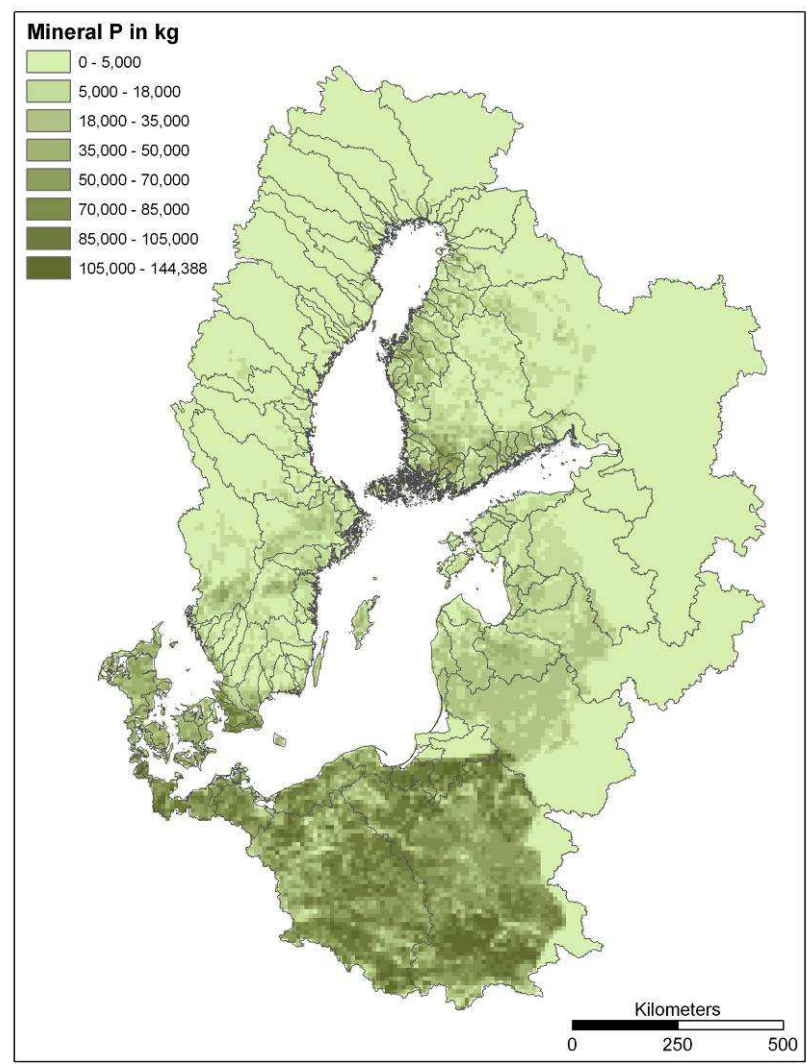 Mineral P in kg
0 - 5,000
5,000 - 18,000
18,000 - 35,000
35,000 - 50,000
50,000 - 70,000
70,000 - 85,000
85,000 - 105,000
105,000 - 144,388
Kilometers
0 250 500